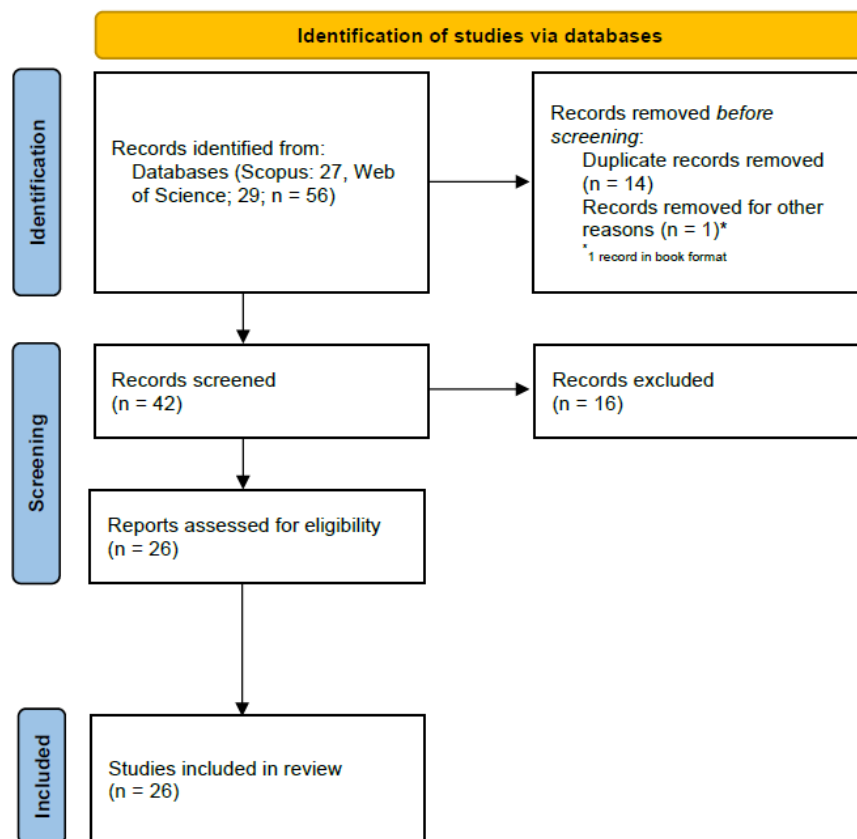 Identification of studies via databases
Identification
Records identified from:
Databases (Scopus: 27, Web
of Science; 29; n = 56)
Records removed before
screening:
Duplicate records removed
(n = 14)
Records removed for other
reasons (n = 1)*
*1 record in book format
Screening
Records screened
(n = 42)
Records excluded
(n = 16)
Reports assessed for eligibility
(n = 26)
Included
Studies included in review
(n = 26)